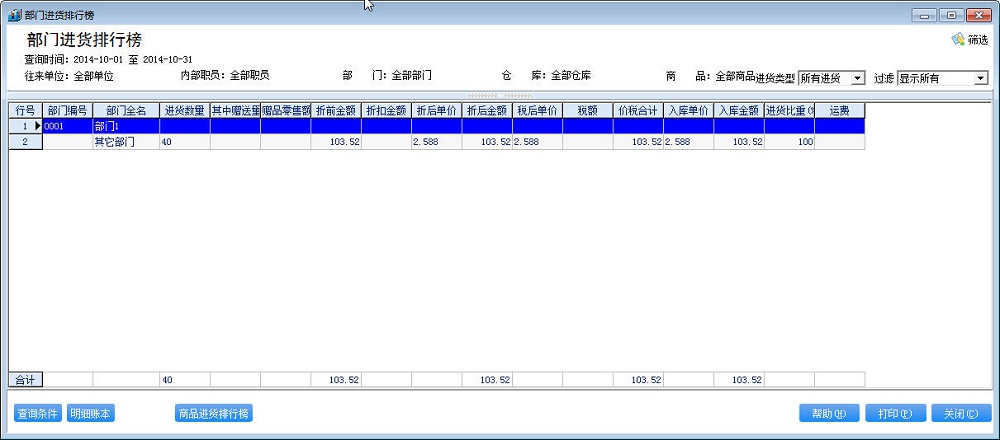 部门进货排行榜
部门进货排行榜
筛选
查询时间: 2014-10-01 至 2014-10-31
往来单位: 全部单位 内部职员: 全部职员 部 门: 全部部门 仓 库: 全部仓库 商 品: 全部商品 进货类型 所有进货 过滤 显示所有
行号 部门编号 部门全名 进货数量 其中赠送量 赠品零售额 折前金额 折扣金额 折后单价 折后金额 税后单价 税额 价税合计 入库单价 入库金额 进货比重(% 运费
1 0001 部门1
2 其它部门 40 103.52 2.588 103.52 2.588 103.52 2.588 103.52 100
合计 40 103.52 103.52 103.52 103.52
查询条件 明细账本 商品进货排行榜 帮助(H) 打印(P) 关闭(C)